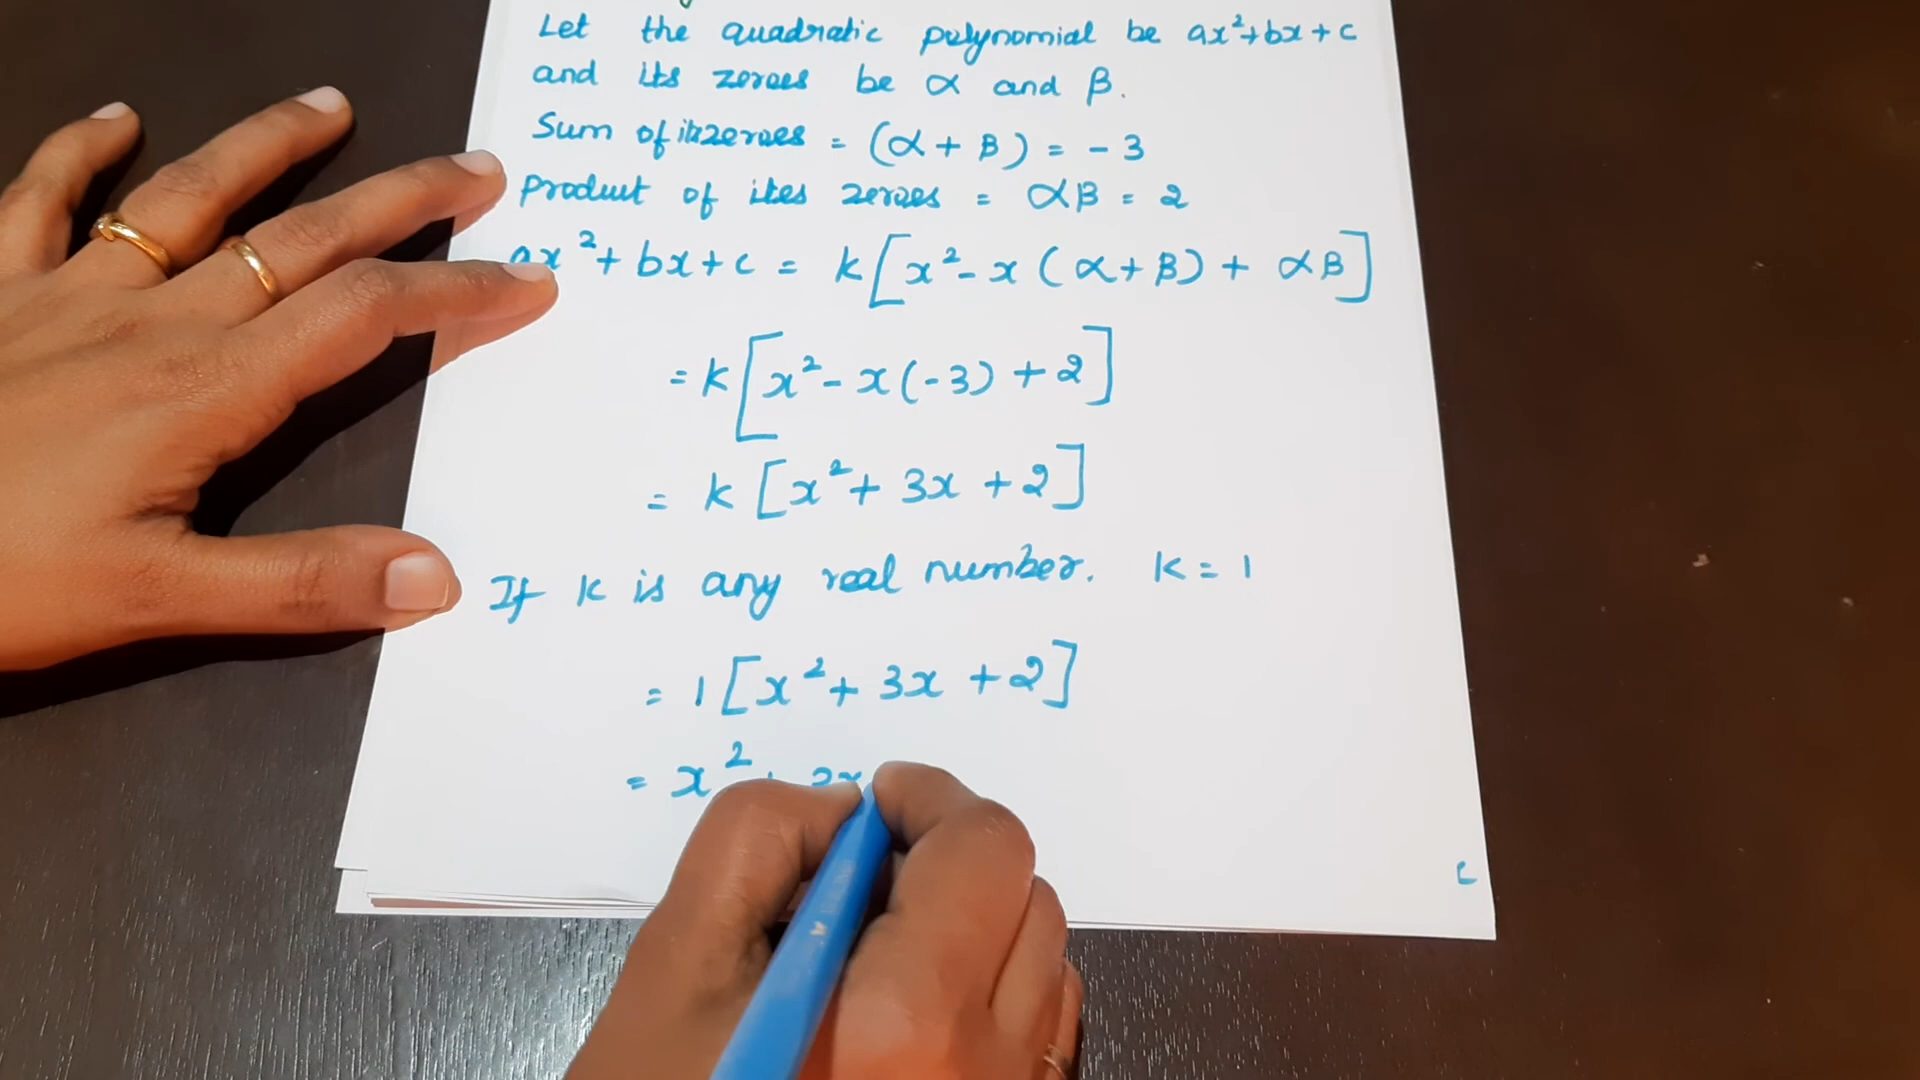 Let the quadratic polynomial be ax²+bx+c
and its zeroes be α and β.
Sum of its zeroes = (α+β) = -3
product of ites zeroes = αβ = 2
ax²+bx+c = k[x²-x(α+β)+αβ]
= k[x²-x(-3)+2]
= k[x²+3x+2]
If k is any real number. k=1
= 1[x²+3x+2]
= x²+3x